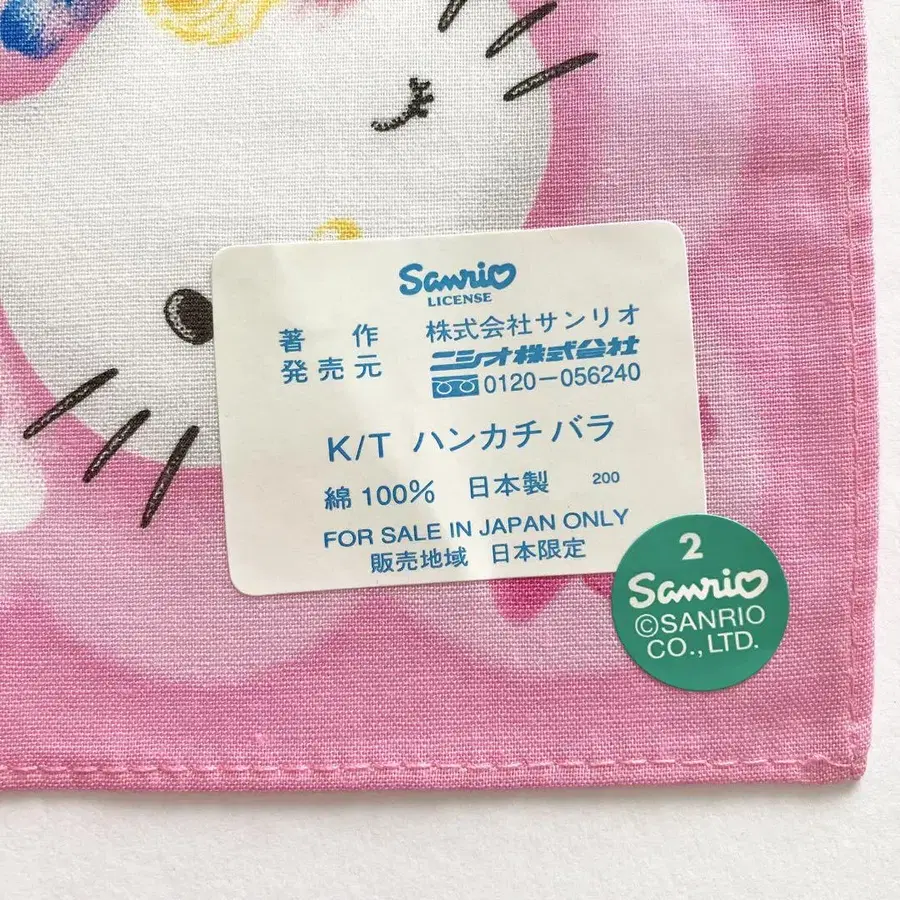 Sanrio
LICENSE
著 作 株式会社サンリオ
発売元 ニシオ株式会社
0120-056240
K/T ハンカチ バラ
綿 100% 日本製 200
FOR SALE IN JAPAN ONLY
販売地域 日本限定
2
Sanrio
©SANRIO
CO.,LTD.